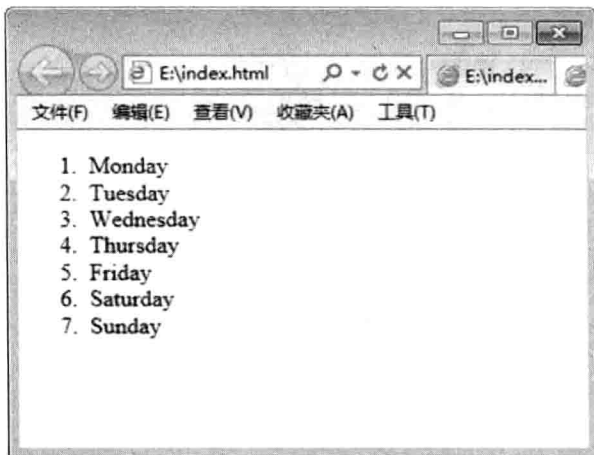 E:\index.html
E:\index...
文件(F) 编辑(E) 查看(V) 收藏夹(A) 工具(T)
1. Monday
2. Tuesday
3. Wednesday
4. Thursday
5. Friday
6. Saturday
7. Sunday